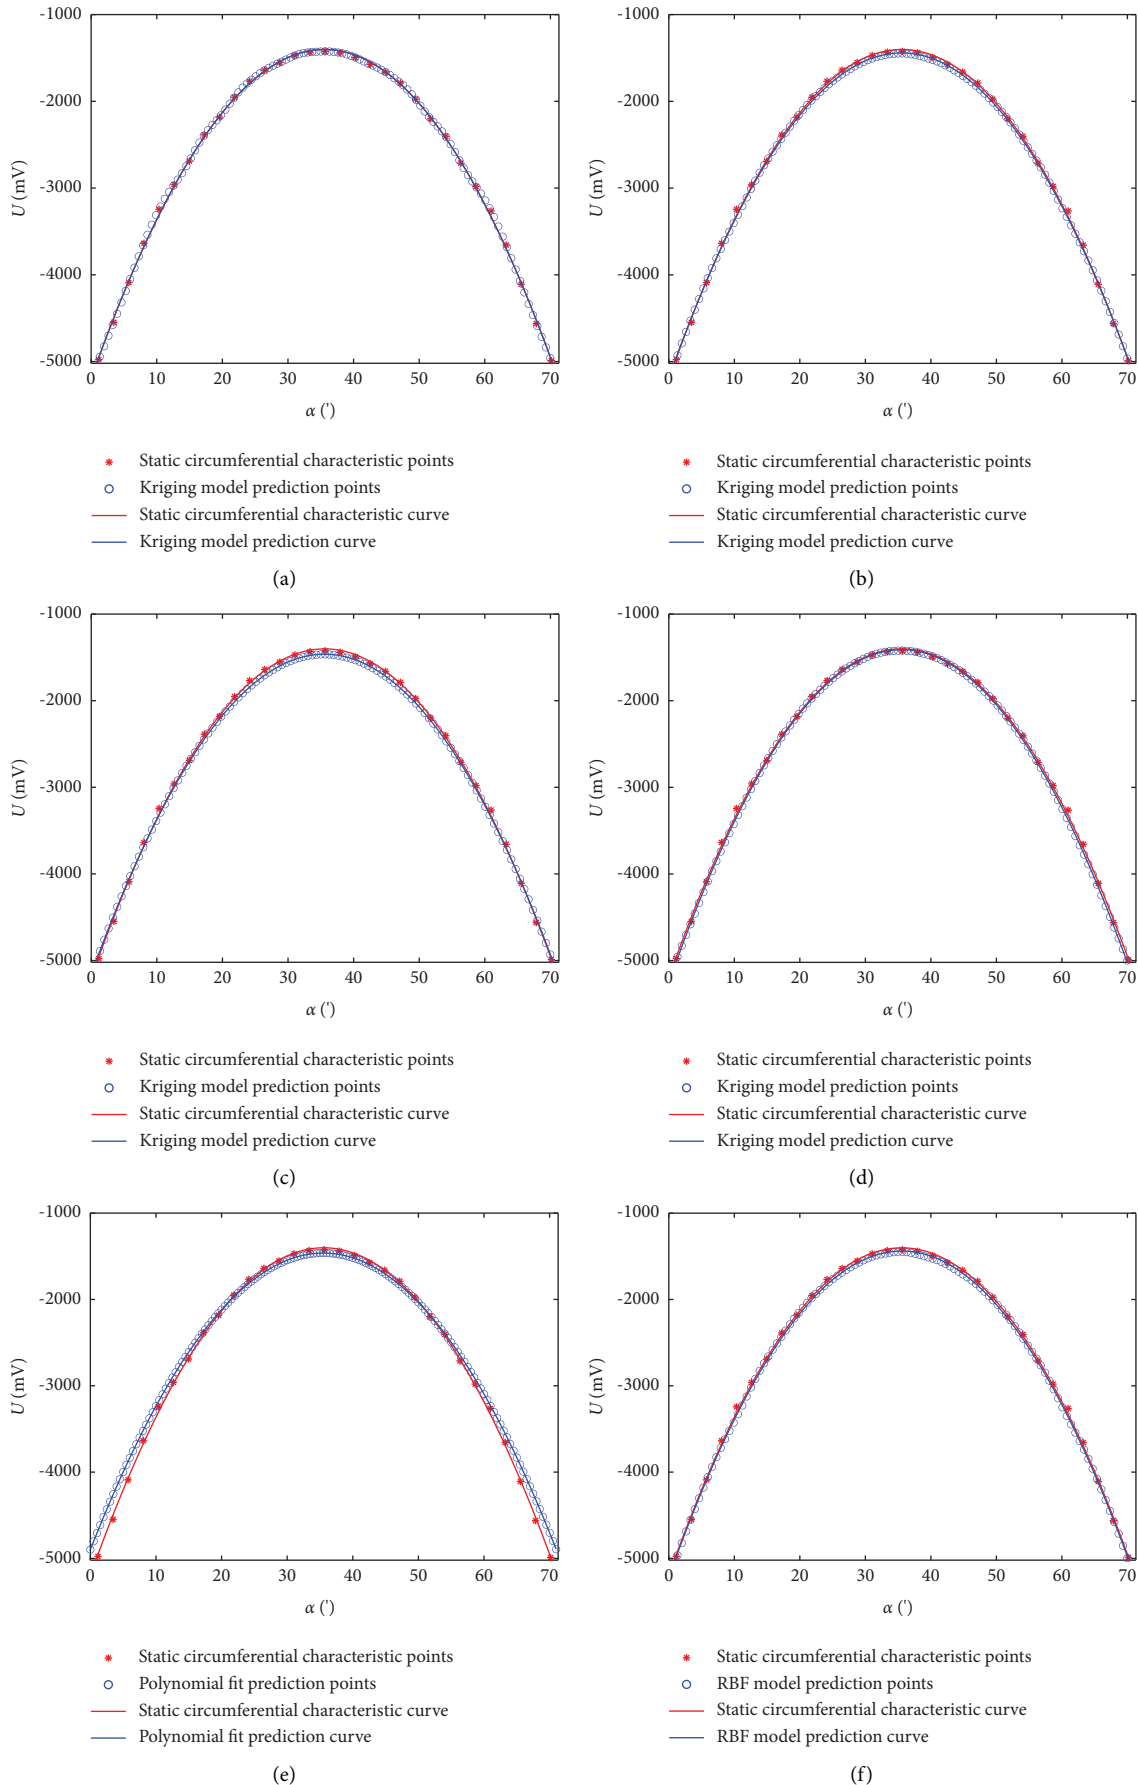 -1000
-2000
-3000
-4000
-5000
U (mV)
0 10 20 30 40 50 60 70
α (')
Static circumferential characteristic points
Kriging model prediction points
Static circumferential characteristic curve
Kriging model prediction curve
(a)
-1000
-2000
-3000
-4000
-5000
U (mV)
0 10 20 30 40 50 60 70
α (')
Static circumferential characteristic points
Kriging model prediction points
Static circumferential characteristic curve
Kriging model prediction curve
(b)
-1000
-2000
-3000
-4000
-5000
U (mV)
0 10 20 30 40 50 60 70
α (')
Static circumferential characteristic points
Kriging model prediction points
Static circumferential characteristic curve
Kriging model prediction curve
(c)
-1000
-2000
-3000
-4000
-5000
U (mV)
0 10 20 30 40 50 60 70
α (')
Static circumferential characteristic points
Kriging model prediction points
Static circumferential characteristic curve
Kriging model prediction curve
(d)
-1000
-2000
-3000
-4000
-5000
U (mV)
0 10 20 30 40 50 60 70
α (')
Static circumferential characteristic points
Polynomial fit prediction points
Static circumferential characteristic curve
Polynomial fit prediction curve
(e)
-1000
-2000
-3000
-4000
-5000
U (mV)
0 10 20 30 40 50 60 70
α (')
Static circumferential characteristic points
RBF model prediction points
Static circumferential characteristic curve
RBF model prediction curve
(f)